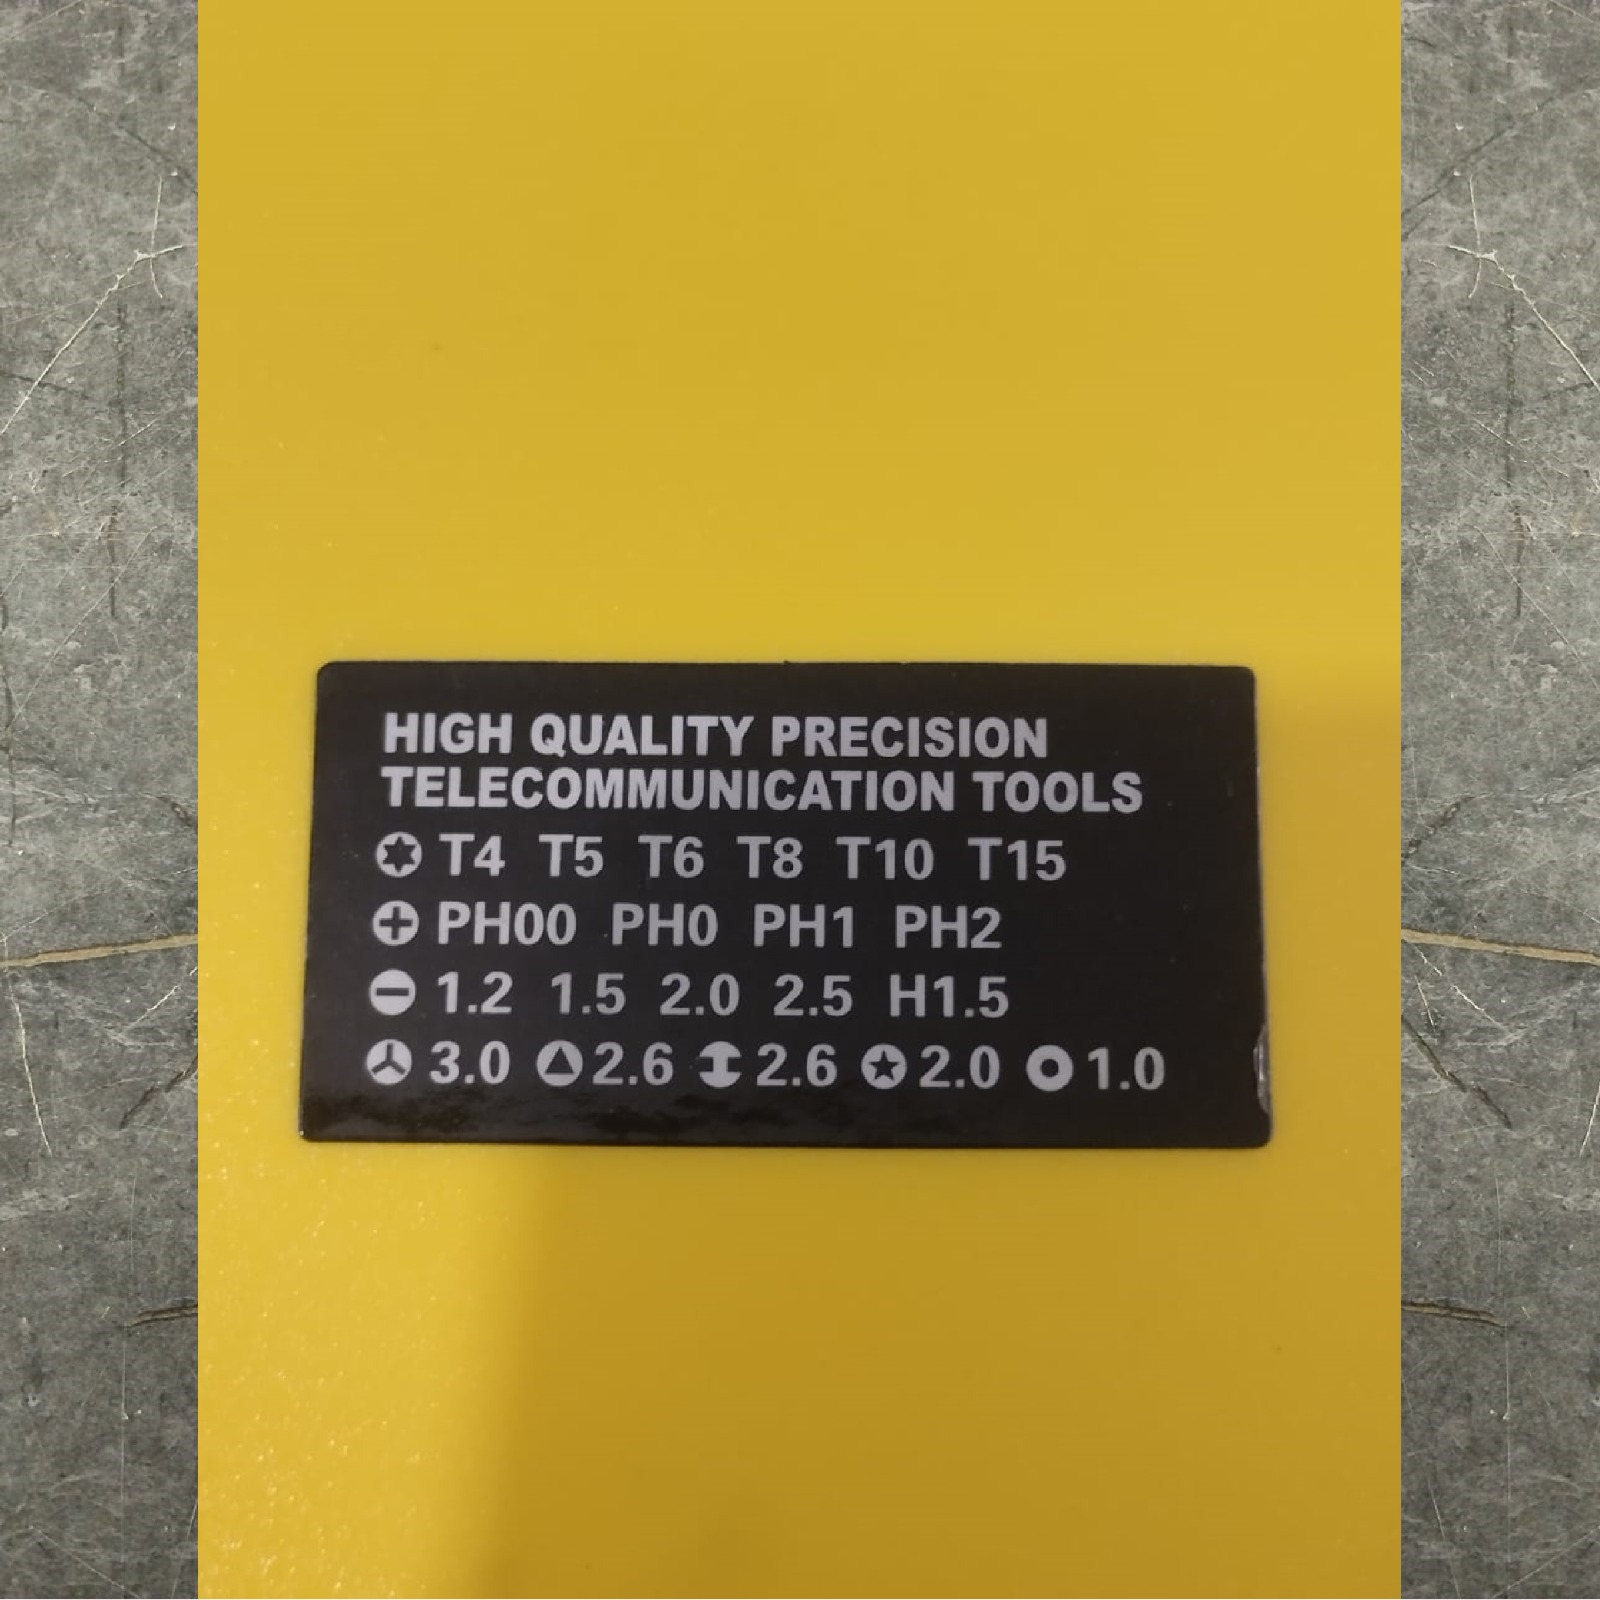 HIGH QUALITY PRECISION
TELECOMMUNICATION TOOLS
T4 T5 T6 T8 T10 T15
PH00 PH0 PH1 PH2
1.2 1.5 2.0 2.5 H1.5
3.0 2.6 2.6 2.0 1.0